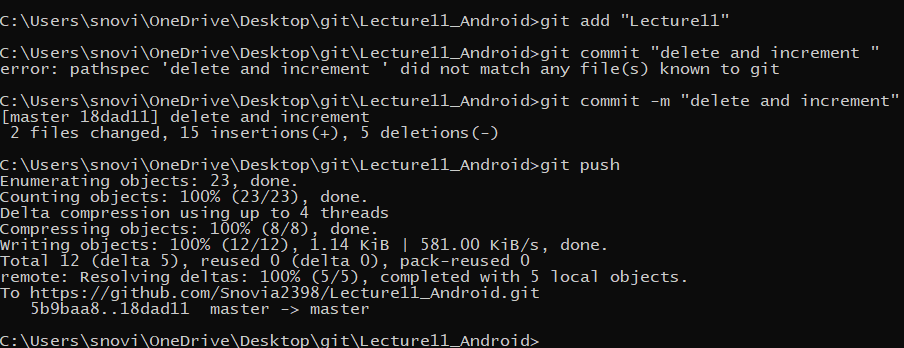 C:\Users\snovi\OneDrive\Desktop\git\Lecture11_Android>git add "Lecture11"
C:\Users\snovi\OneDrive\Desktop\git\Lecture11_Android>git commit "delete and increment "
error: pathspec 'delete and increment ' did not match any file(s) known to git
C:\Users\snovi\OneDrive\Desktop\git\Lecture11_Android>git commit -m "delete and increment"
[master 18dad11] delete and increment
 2 files changed, 15 insertions(+), 5 deletions(-)
C:\Users\snovi\OneDrive\Desktop\git\Lecture11_Android>git push
Enumerating objects: 23, done.
Counting objects: 100% (23/23), done.
Delta compression using up to 4 threads
Compressing objects: 100% (8/8), done.
Writing objects: 100% (12/12), 1.14 KiB | 581.00 KiB/s, done.
Total 12 (delta 5), reused 0 (delta 0), pack-reused 0
remote: Resolving deltas: 100% (5/5), completed with 5 local objects.
To https://github.com/Snovia2398/Lecture11_Android.git
   5b9baa8..18dad11  master -> master
C:\Users\snovi\OneDrive\Desktop\git\Lecture11_Android>